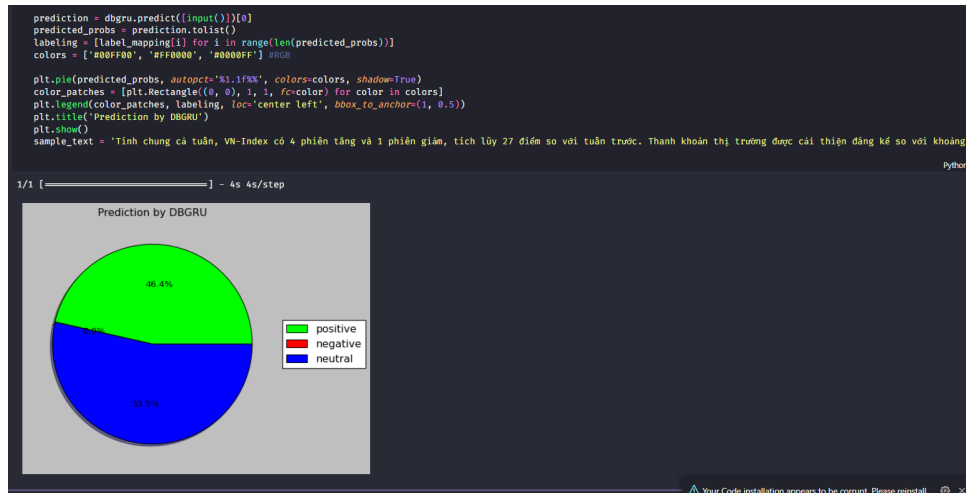 prediction = dbgru.predict([input()])[0]
predicted_probs = prediction.tolist()
labeling = [label_mapping[i] for i in range(len(predicted_probs))]
colors = ['#00FF00', '#FF0000', '#0000FF'] #RGB
plt.pie(predicted_probs, autopct='%1.1f%%', colors=colors, shadow=True)
color_patches = [plt.Rectangle((0, 0), 1, 1, fc=color) for color in colors]
plt.legend(color_patches, labeling, loc='center left', bbox_to_anchor=(1, 0.5))
plt.title('Prediction by DBGRU')
plt.show()
sample_text = 'Tính chung cả tuần, VN-Index có 4 phiên tăng và 1 phiên giảm, tích lũy 27 điểm so với tuần trước. Thanh khoản thị trường được cải thiện đáng kể so với khoảng
Python
1/1 [==============================] - 4s 4s/step
Prediction by DBGRU
46.4%
positive
negative
neutral
53.5%
Your Code installation appears to be corrupt. Please reinstall.